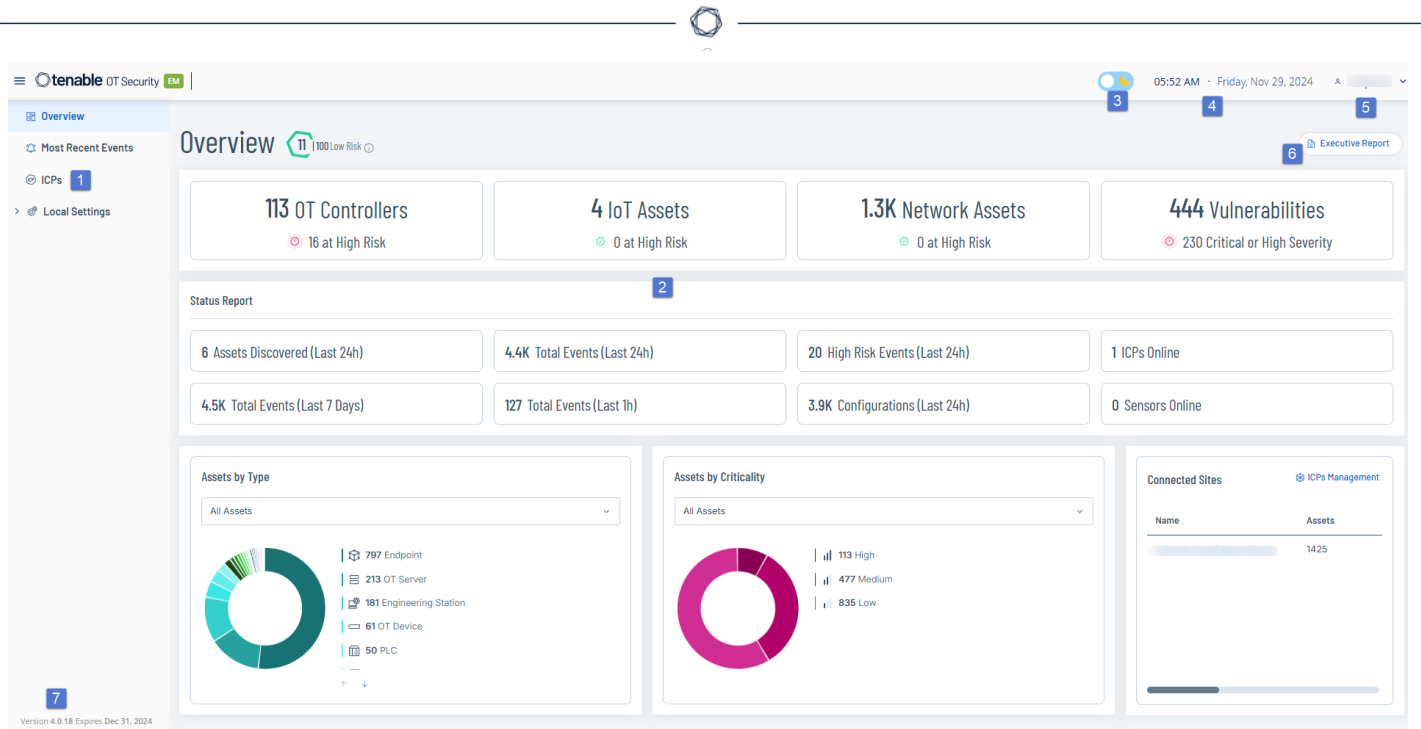 tenable OT Security EM
05:52 AM · Friday, Nov 29, 2024
3
4
5
Overview
Most Recent Events
ICPs 1
Local Settings
Overview 11 | 100 Low Risk
6 Executive Report
113 OT Controllers
16 at High Risk
4 IoT Assets
0 at High Risk
1.3K Network Assets
0 at High Risk
444 Vulnerabilities
230 Critical or High Severity
2
Status Report
6 Assets Discovered (Last 24h)
4.4K Total Events (Last 24h)
20 High Risk Events (Last 24h)
1 ICPs Online
4.5K Total Events (Last 7 Days)
127 Total Events (Last 1h)
3.9K Configurations (Last 24h)
0 Sensors Online
Assets by Type
All Assets
797 Endpoint
213 OT Server
181 Engineering Station
61 OT Device
50 PLC
Assets by Criticality
All Assets
113 High
477 Medium
835 Low
Connected Sites ICPs Management
Name Assets
1425
7
Version 4.0.18 Expires Dec 31, 2024